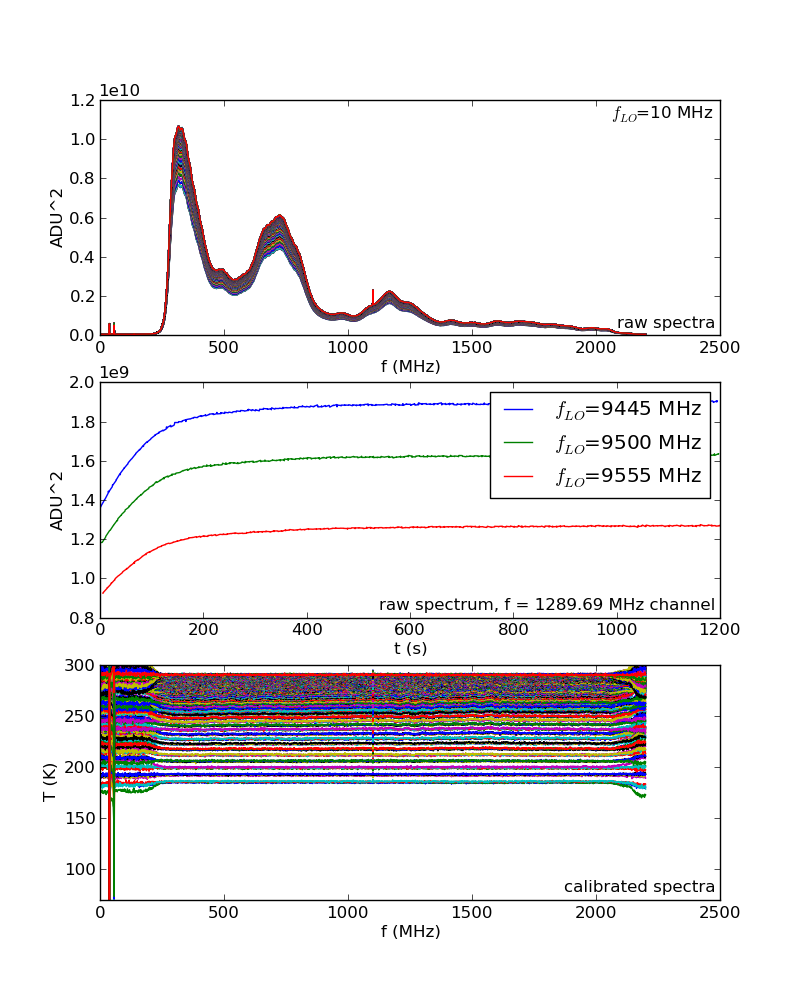 1e10
1.2
1.0
0.8
0.6
0.4
0.2
0.0
ADU^2
f_LO=10 MHz
raw spectra
0 500 1000 1500 2000 2500
f (MHz)
1e9
2.0
1.8
1.6
1.4
1.2
1.0
0.8
ADU^2
f_LO=9445 MHz
f_LO=9500 MHz
f_LO=9555 MHz
raw spectrum, f = 1289.69 MHz channel
0 200 400 600 800 1000 1200
t (s)
300
250
200
150
100
T (K)
calibrated spectra
0 500 1000 1500 2000 2500
f (MHz)